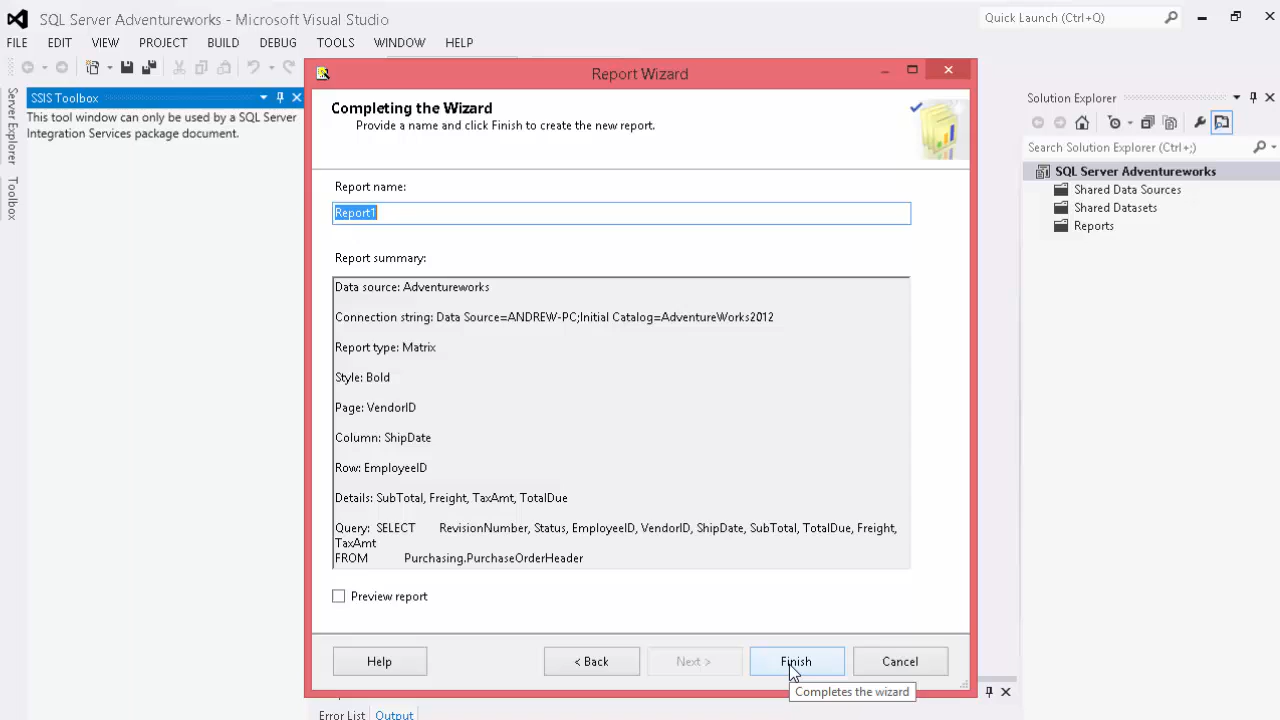 SQL Server Adventureworks - Microsoft Visual Studio
Quick Launch (Ctrl+Q)
FILE EDIT VIEW PROJECT BUILD DEBUG TOOLS WINDOW HELP
Server Explorer
Toolbox
SSIS Toolbox
This tool window can only be used by a SQL Server
Integration Services package document.
Report Wizard
Completing the Wizard
Provide a name and click Finish to create the new report.
Report name:
Report1
Report summary:
Data source: Adventureworks
Connection string: Data Source=ANDREW-PC;Initial Catalog=AdventureWorks2012
Report type: Matrix
Style: Bold
Page: VendorID
Column: ShipDate
Row: EmployeeID
Details: SubTotal, Freight, TaxAmt, TotalDue
Query: SELECT RevisionNumber, Status, EmployeeID, VendorID, ShipDate, SubTotal, TotalDue, Freight,
TaxAmt
FROM Purchasing.PurchaseOrderHeader
Preview report
Help
< Back
Next >
Finish
Cancel
Completes the wizard
Solution Explorer
Search Solution Explorer (Ctrl+;)
SQL Server Adventureworks
Shared Data Sources
Shared Datasets
Reports
Error List Output